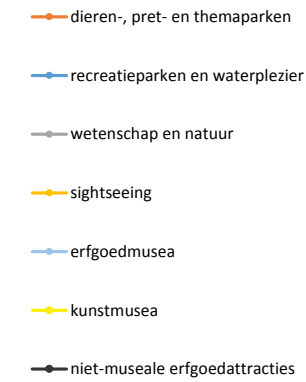 dieren-, pret- en themaparken
recreatieparken en waterplezier
wetenschap en natuur
sightseeing
erfgoedmusea
kunstmusea
niet-museale erfgoedattracties